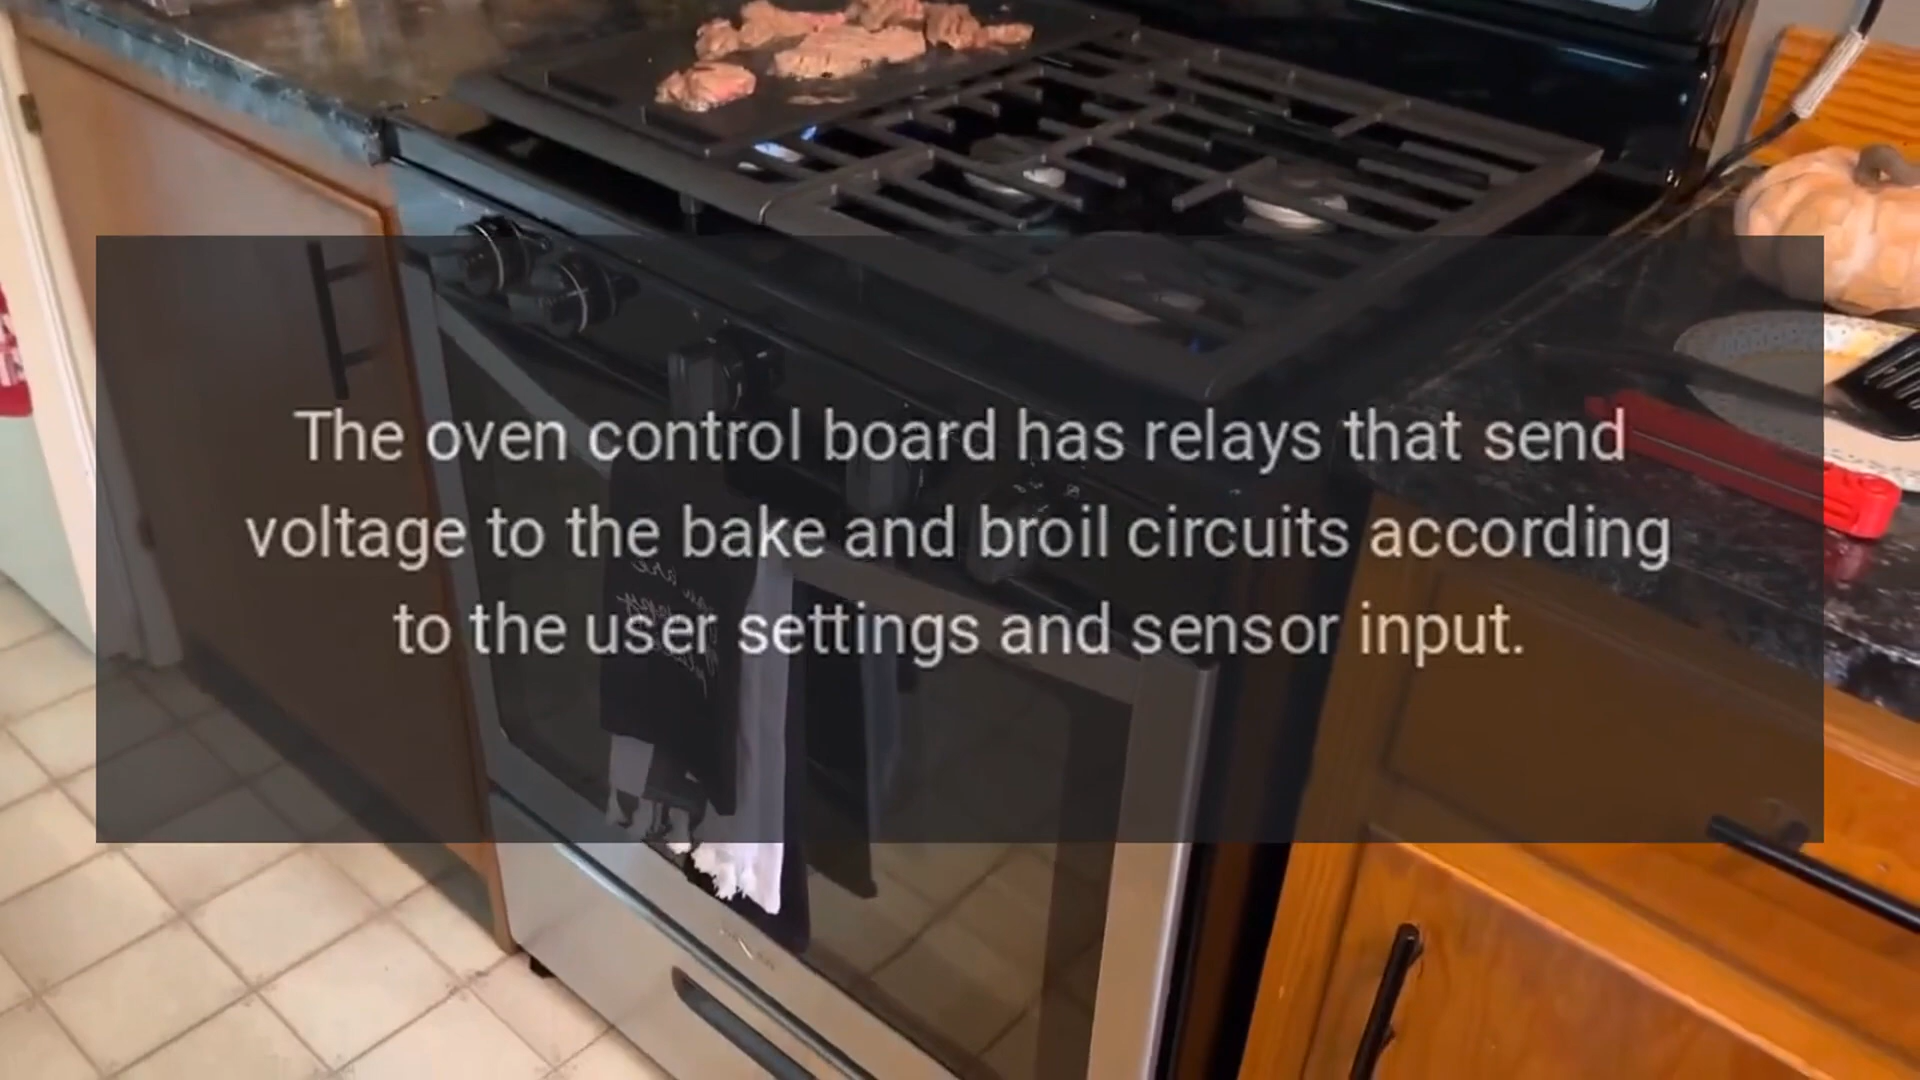 The oven control board has relays that send
voltage to the bake and broil circuits according
to the user settings and sensor input.